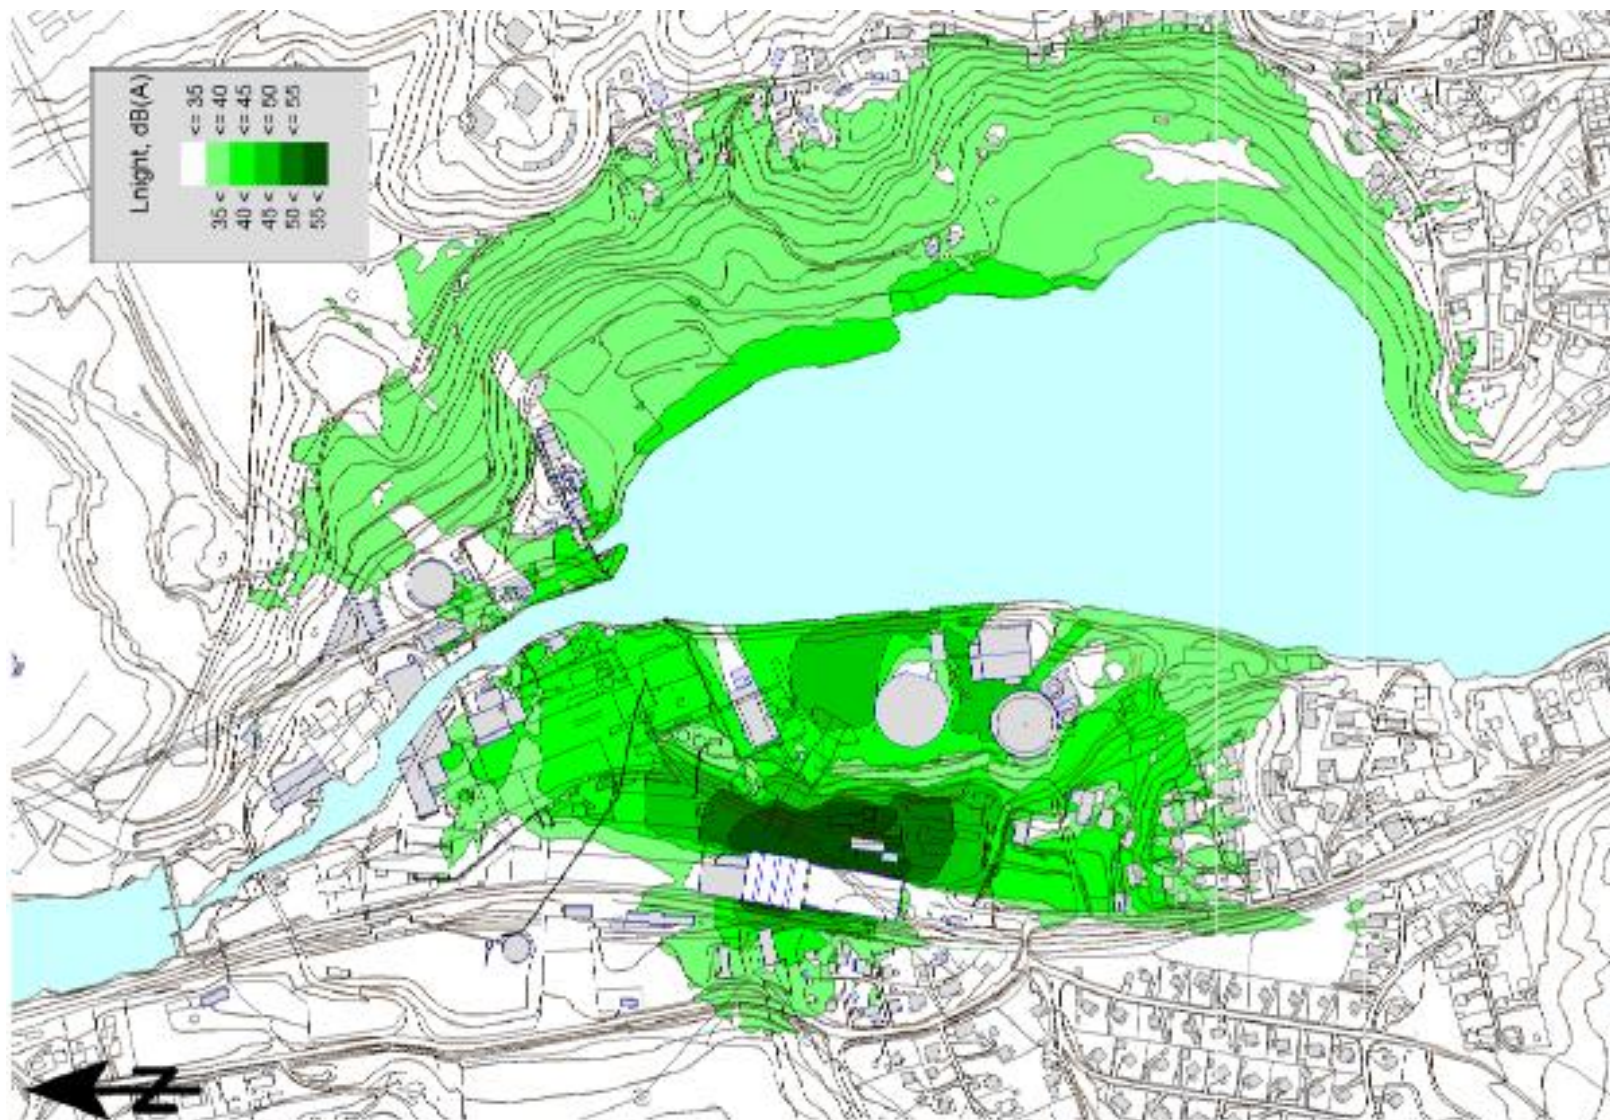 Lnight, dB(A)
<= 35
35 < <= 40
40 < <= 45
45 < <= 50
50 < <= 55
55 <
N